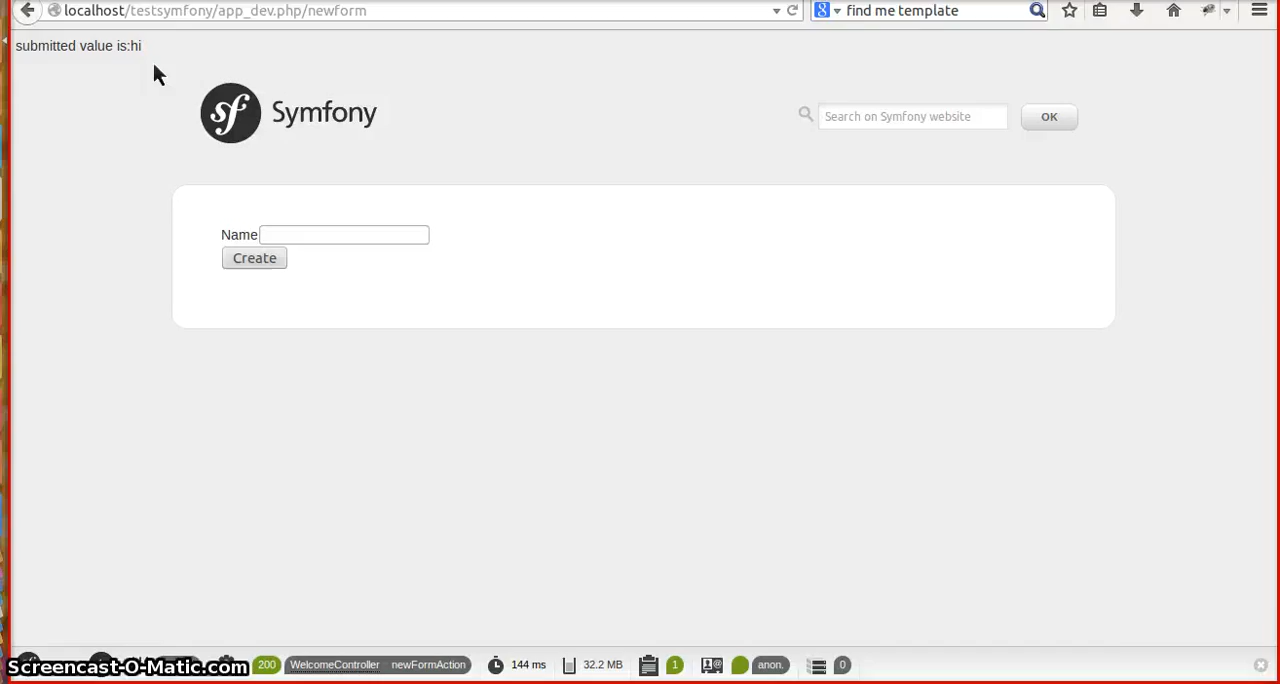 localhost/testsymfony/app_dev.php/newform
find me template
submitted value is:hi
sf Symfony
Search on Symfony website
OK
Name
Create
200 WelcomeController newFormAction 144 ms 32.2 MB 1 anon. 0
Screencast-O-Matic.com